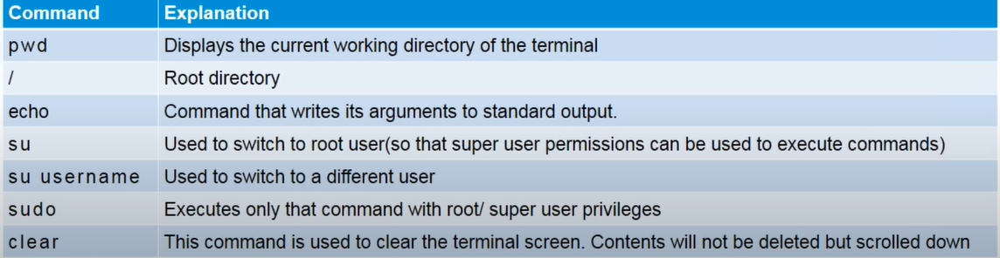 Command Explanation
pwd Displays the current working directory of the terminal
/ Root directory
echo Command that writes its arguments to standard output.
su Used to switch to root user(so that super user permissions can be used to execute commands)
su username Used to switch to a different user
sudo Executes only that command with root/ super user privileges
clear This command is used to clear the terminal screen. Contents will not be deleted but scrolled down